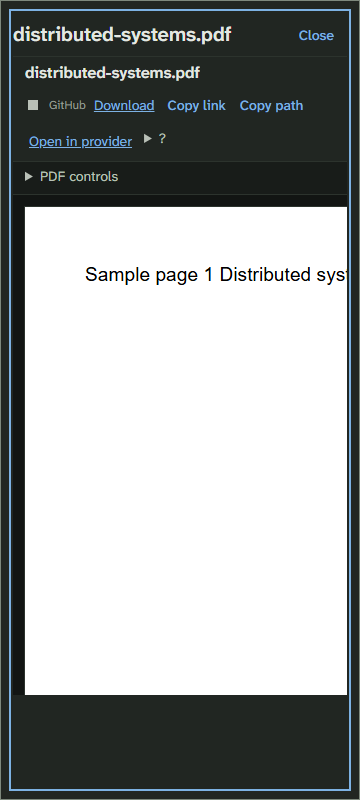 distributed-systems.pdf Close
distributed-systems.pdf
GitHub Download Copy link Copy path
Open in provider ?
PDF controls
Sample page 1 Distributed syst